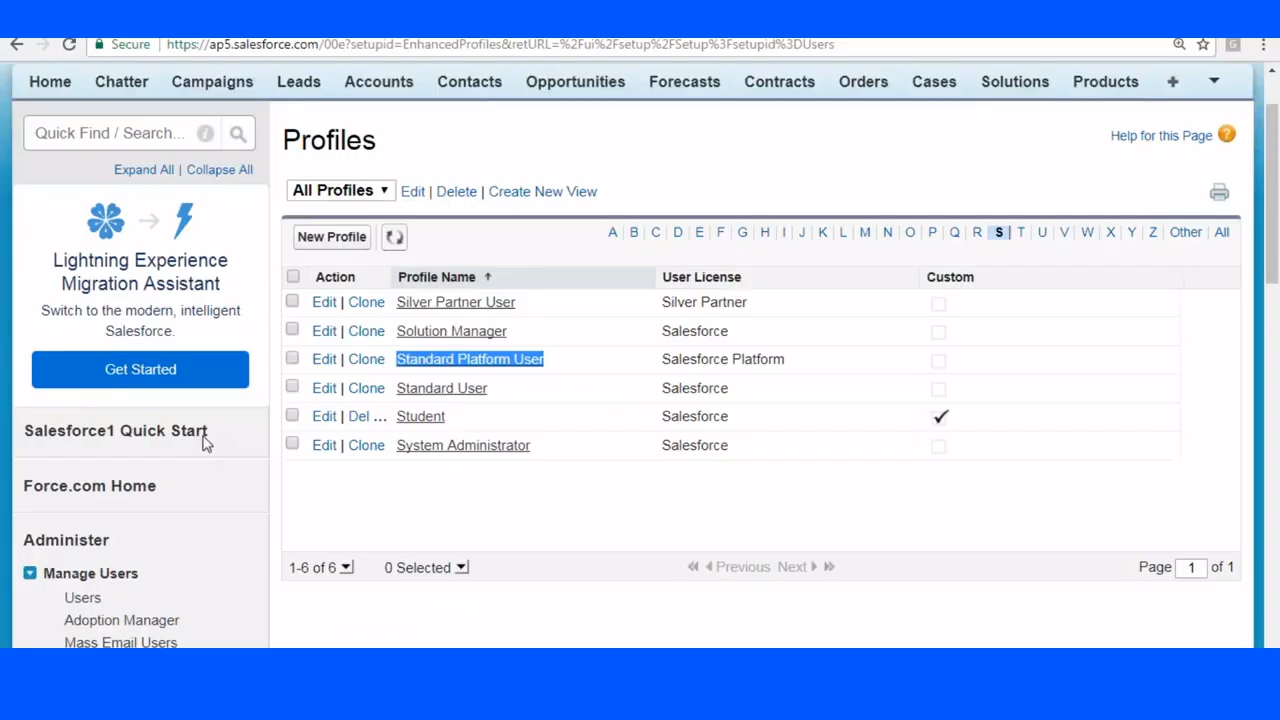 Secure https://ap5.salesforce.com/00e?setupid=EnhancedProfiles&retURL=%2Fui%2Fsetup%2FSetup%3Fsetupid%3DUsers
Home Chatter Campaigns Leads Accounts Contacts Opportunities Forecasts Contracts Orders Cases Solutions Products +
Quick Find / Search...
Expand All | Collapse All
Lightning Experience
Migration Assistant
Switch to the modern, intelligent
Salesforce.
Get Started
Salesforce1 Quick Start
Force.com Home
Administer
Manage Users
Users
Adoption Manager
Mass Email Users
Profiles
Help for this Page ?
All Profiles Edit | Delete | Create New View
New Profile A B C D E F G H I J K L M N O P Q R S T U V W X Y Z Other All
Action Profile Name User License Custom
Edit | Clone Silver Partner User Silver Partner
Edit | Clone Solution Manager Salesforce
Edit | Clone Standard Platform User Salesforce Platform
Edit | Clone Standard User Salesforce
Edit | Del ... Student Salesforce
Edit | Clone System Administrator Salesforce
1-6 of 6 0 Selected Previous Next Page 1 of 1